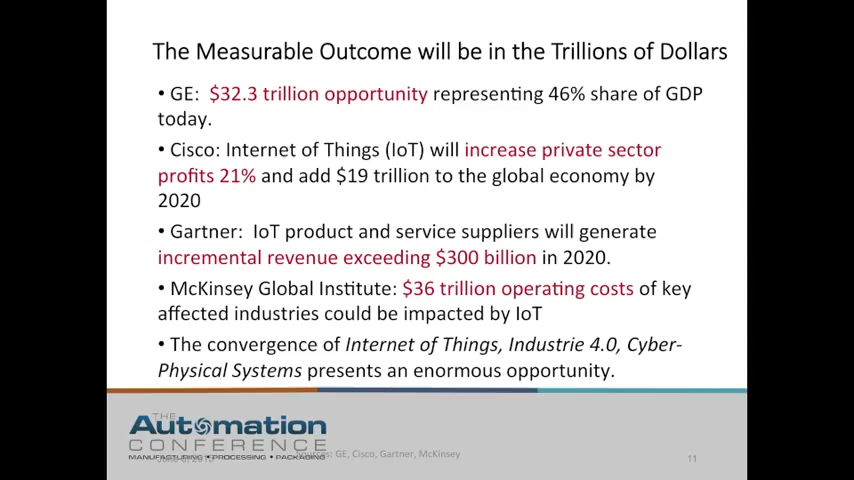 The Measurable Outcome will be in the Trillions of Dollars
• GE: $32.3 trillion opportunity representing 46% share of GDP
today.
• Cisco: Internet of Things (IoT) will increase private sector
profits 21% and add $19 trillion to the global economy by
2020
• Gartner: IoT product and service suppliers will generate
incremental revenue exceeding $300 billion in 2020.
• McKinsey Global Institute: $36 trillion operating costs of key
affected industries could be impacted by IoT
• The convergence of Internet of Things, Industrie 4.0, Cyber-
Physical Systems presents an enormous opportunity.
THE
Automation
CONFERENCE
MANUFACTURING • PROCESSING • PACKAGING
Sources: GE, Cisco, Gartner, McKinsey
11